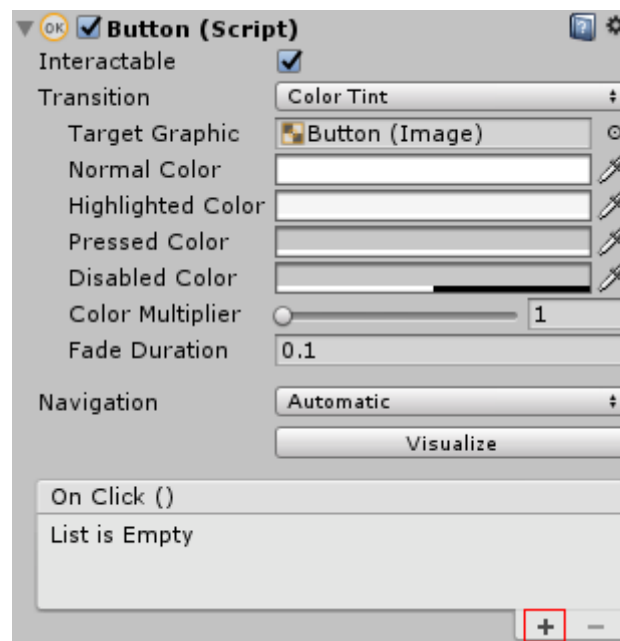 OK Button (Script)
Interactable
Transition Color Tint
Target Graphic Button (Image)
Normal Color
Highlighted Color
Pressed Color
Disabled Color
Color Multiplier 1
Fade Duration 0.1
Navigation Automatic
Visualize
On Click ()
List is Empty
+ −